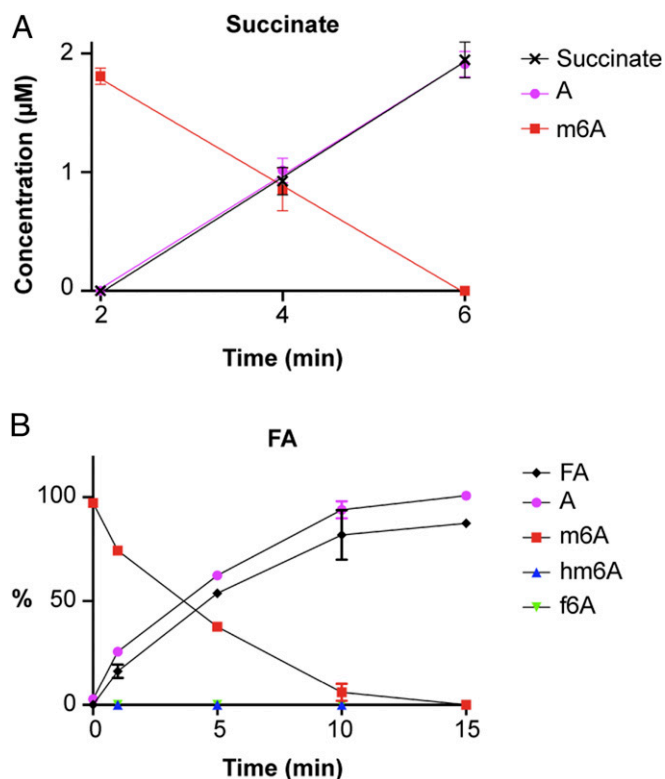 A
Succinate
Concentration (μM)
2
1
0
2
4
6
Time (min)
Succinate
A
m6A
B
FA
%
100
50
0
0
5
10
15
Time (min)
FA
A
m6A
hm6A
f6A